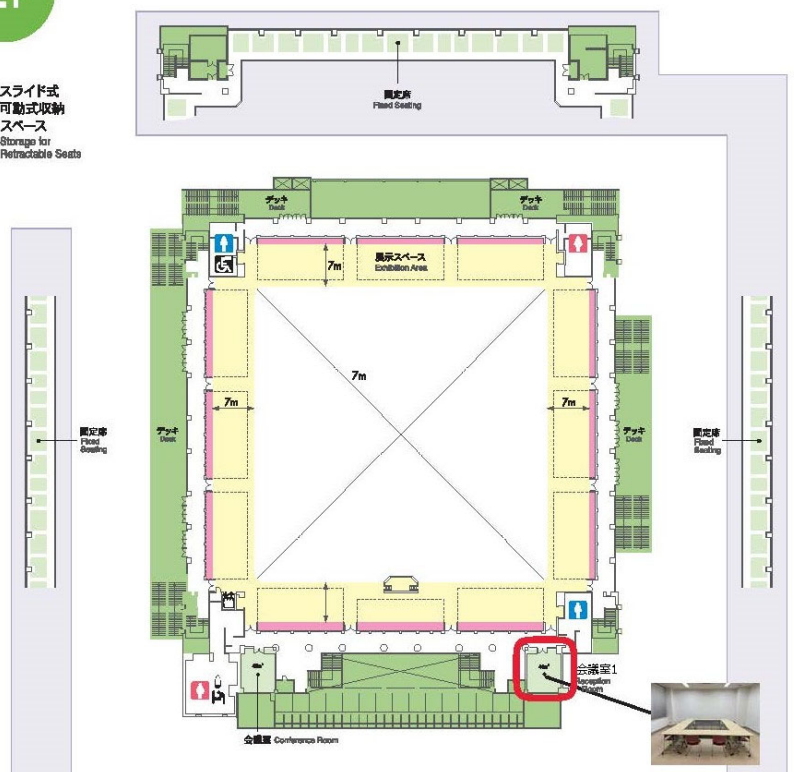 スライド式
可動式収納
スペース
Storage for
Retractable Seats
固定席
Fixed Seating
デッキ
Deck
デッキ
Deck
展示スペース
Exhibition Area
7m
7m
7m
7m
固定席
Fixed
Seating
デッキ
Deck
デッキ
Deck
固定席
Fixed
Seating
会議室1
Reception
Room
会議室 Conference Room